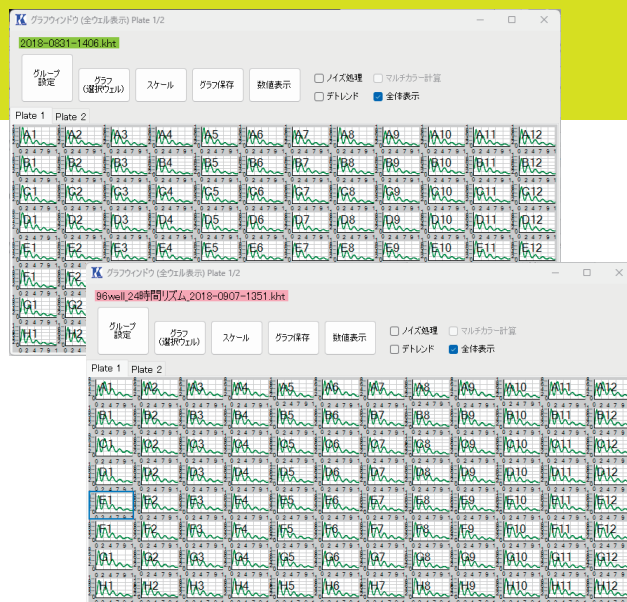 グラフウィンドウ (全ウェル表示) Plate 1/2
2018-0831-1406.kht
グループ設定 グラフ(選択ウェル) スケール グラフ保存 数値表示 ノイズ処理 マルチカラー計算
デトレンド 全体表示
Plate 1 Plate 2
A1 A2 A3 A4 A5 A6 A7 A8 A9 A10 A11 A12
B1 B2 B3 B4 B5 B6 B7 B8 B9 B10 B11 B12
C1 C2 C3 C4 C5 C6 C7 C8 C9 C10 C11 C12
D1 D2 D3 D4 D5 D6 D7 D8 D9 D10 D11 D12
E1 E2 E3 E4 E5 E6 E7 E8 E9 E10 E11 E12
F1 F2
G1 G2
H1 H2
グラフウィンドウ (全ウェル表示) Plate 1/2
96well_24時間リズム_2018-0907-1351.kht
グループ設定 グラフ(選択ウェル) スケール グラフ保存 数値表示 ノイズ処理 マルチカラー計算
デトレンド 全体表示
Plate 1 Plate 2
A1 A2 A3 A4 A5 A6 A7 A8 A9 A10 A11 A12
B1 B2 B3 B4 B5 B6 B7 B8 B9 B10 B11 B12
C1 C2 C3 C4 C5 C6 C7 C8 C9 C10 C11 C12
D1 D2 D3 D4 D5 D6 D7 D8 D9 D10 D11 D12
E1 E2 E3 E4 E5 E6 E7 E8 E9 E10 E11 E12
F1 F2 F3 F4 F5 F6 F7 F8 F9 F10 F11 F12
G1 G2 G3 G4 G5 G6 G7 G8 G9 G10 G11 G12
H1 H2 H3 H4 H5 H6 H7 H8 H9 H10 H11 H12